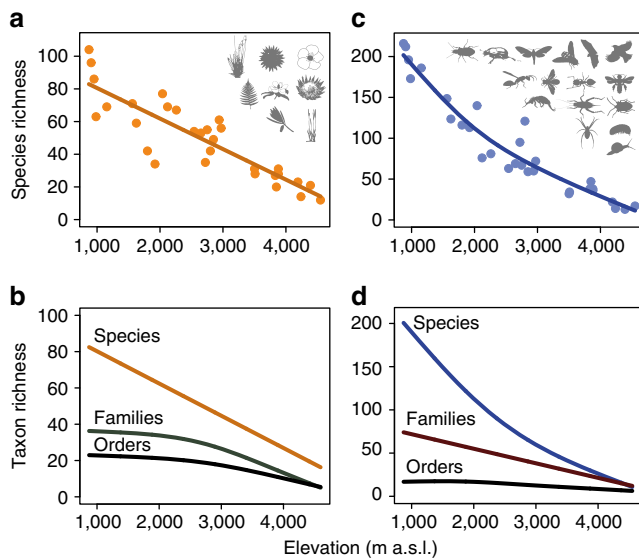 a
Species richness
100
80
60
40
20
0
1,000 2,000 3,000 4,000
c
200
150
100
50
0
1,000 2,000 3,000 4,000
b
Taxon richness
100
80
60
40
20
0
Species
Families
Orders
1,000 2,000 3,000 4,000
d
200
150
100
50
0
Species
Families
Orders
1,000 2,000 3,000 4,000
Elevation (m a.s.l.)